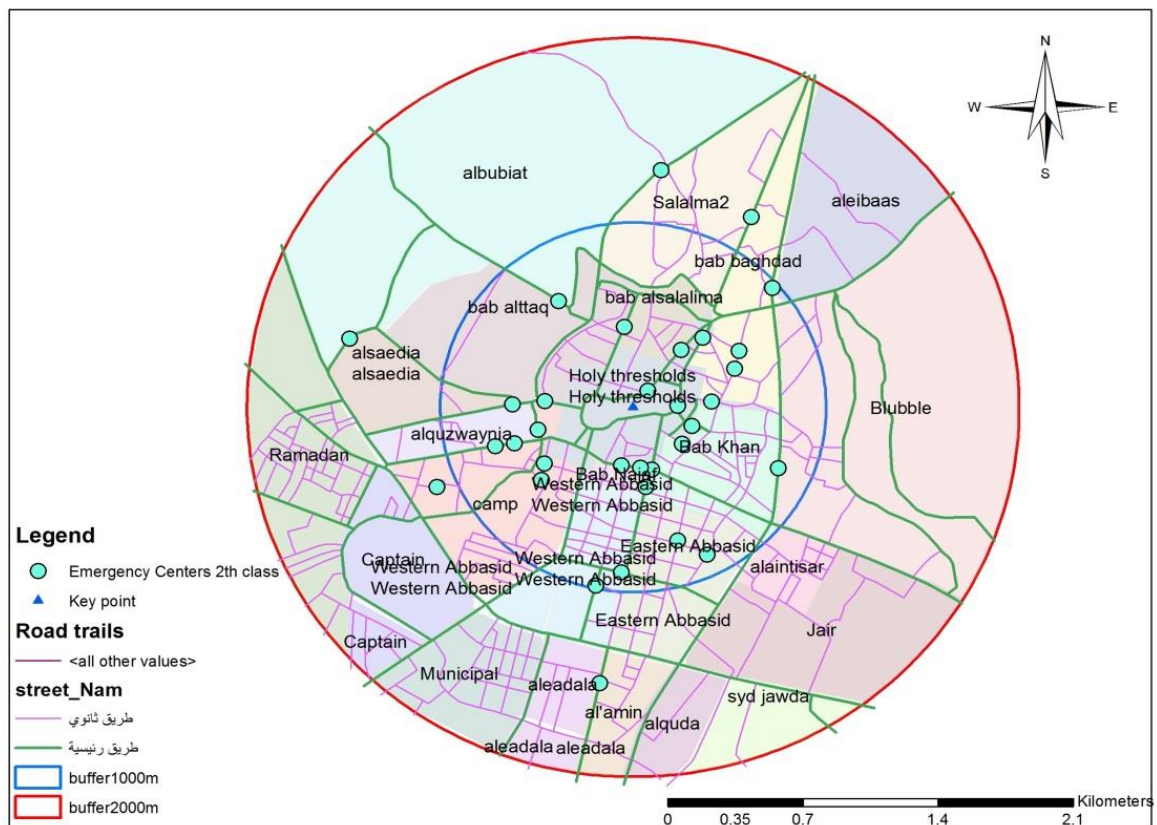 N
W
E
S
albubiat
Salalma2
aleibaas
bab baghdad
bab alsalalima
bab alttaq
alsaedia
alsaedia
Holy thresholds
Holy thresholds
Blubble
alquzwaynia
Ramadan
Bab Khan
Bab Najaf
Western Abbasid
Western Abbasid
camp
Eastern Abbasid
Western Abbasid
Western Abbasid
alaintisar
Captain
Western Abbasid
Western Abbasid
Eastern Abbasid
Jair
Captain
Municipal
aleadala
syd jawda
al'amin
alquda
aleadala
aleadala
Legend
Emergency Centers 2th class
Key point
Road trails
<all other values>
street_Nam
طريق ثانوي
طريق رئيسية
buffer1000m
buffer2000m
Kilometers
0 0.35 0.7 1.4 2.1